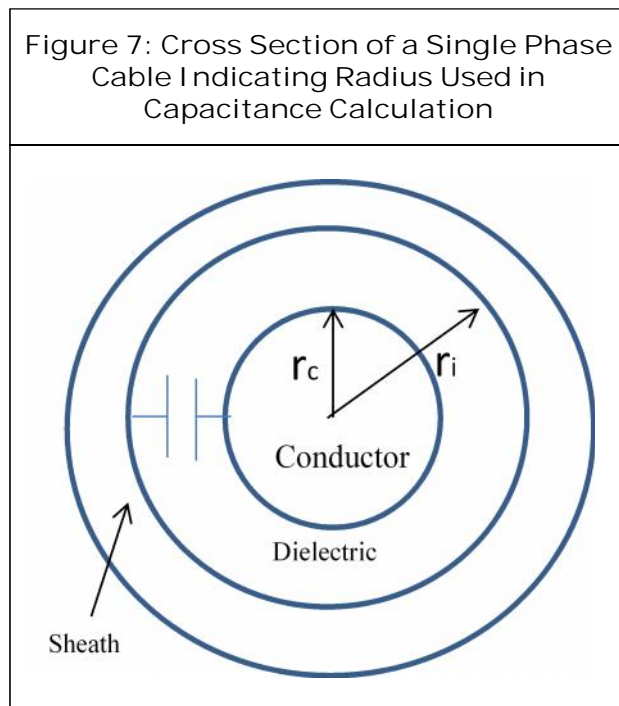 Figure 7: Cross Section of a Single Phase
Cable Indicating Radius Used in
Capacitance Calculation
rc
ri
Conductor
Dielectric
Sheath